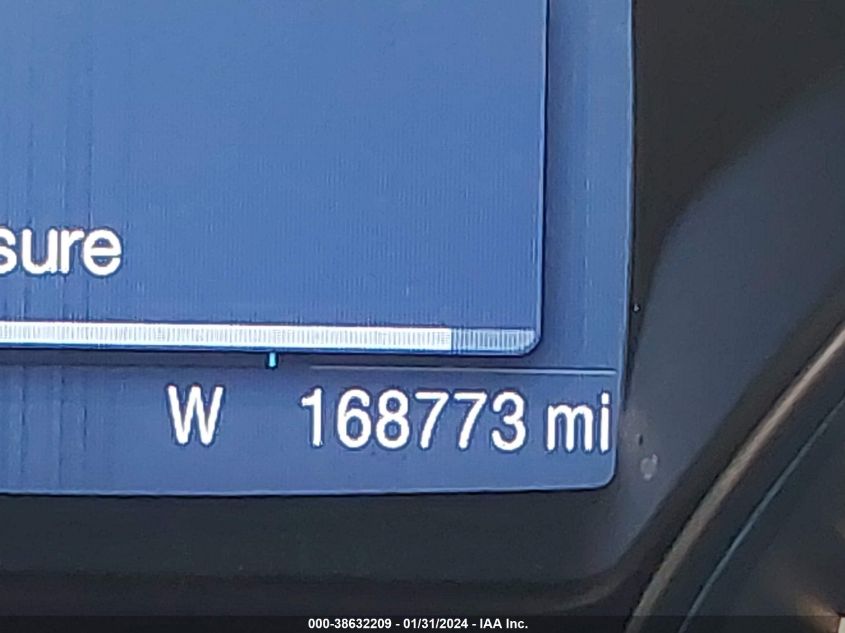 sure
W 168773 mi
000-38632209 - 01/31/2024 - IAA Inc.